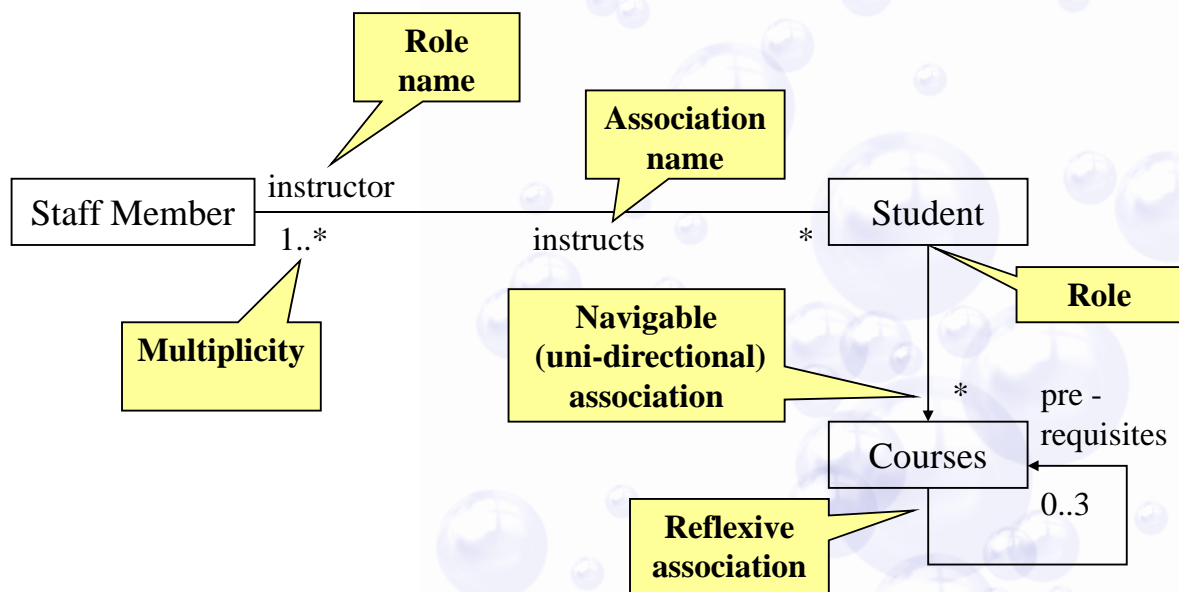 Role
name
Association
name
instructor
Staff Member
Student
1..*
instructs
*
Role
Multiplicity
Navigable
(uni-directional)
association
*
pre -
requisites
Courses
0..3
Reflexive
association